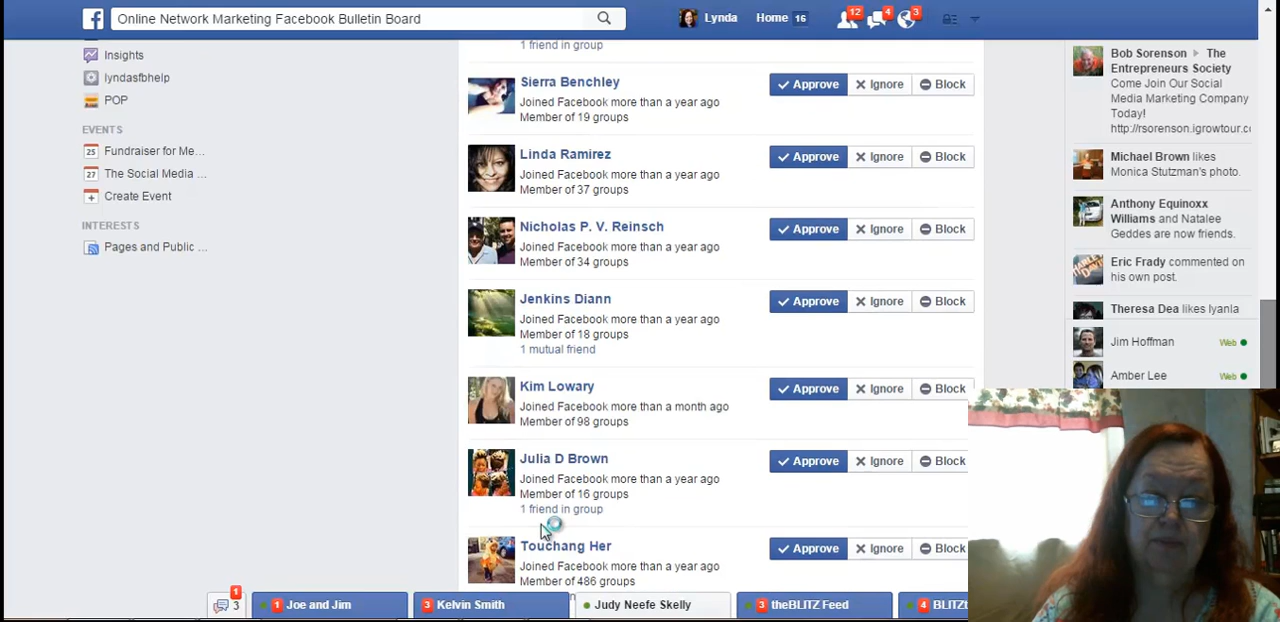 Online Network Marketing Facebook Bulletin Board
Lynda
Home 16
12
4
3
Insights
lyndasfbhelp
POP
EVENTS
25 Fundraiser for Me...
27 The Social Media ...
Create Event
INTERESTS
Pages and Public ...
1 friend in group
Sierra Benchley
Joined Facebook more than a year ago
Member of 19 groups
Approve Ignore Block
Linda Ramirez
Joined Facebook more than a year ago
Member of 37 groups
Approve Ignore Block
Nicholas P. V. Reinsch
Joined Facebook more than a year ago
Member of 34 groups
Approve Ignore Block
Jenkins Diann
Joined Facebook more than a year ago
Member of 18 groups
1 mutual friend
Approve Ignore Block
Kim Lowary
Joined Facebook more than a month ago
Member of 98 groups
Approve Ignore Block
Julia D Brown
Joined Facebook more than a year ago
Member of 16 groups
1 friend in group
Approve Ignore Block
Touchang Her
Joined Facebook more than a year ago
Member of 486 groups
Approve Ignore Block
Bob Sorenson ▸ The
Entrepreneurs Society
Come Join Our Social
Media Marketing Company
Today!
http://rsorenson.igrowtour.c
Michael Brown likes
Monica Stutzman's photo.
Anthony Equinoxx
Williams and Natalee
Geddes are now friends.
Eric Frady commented on
his own post.
Theresa Dea likes Iyanla
Jim Hoffman Web
Amber Lee Web
1
3
1 Joe and Jim
3 Kelvin Smith
Judy Neefe Skelly
3 theBLITZ Feed
4 BLITZt